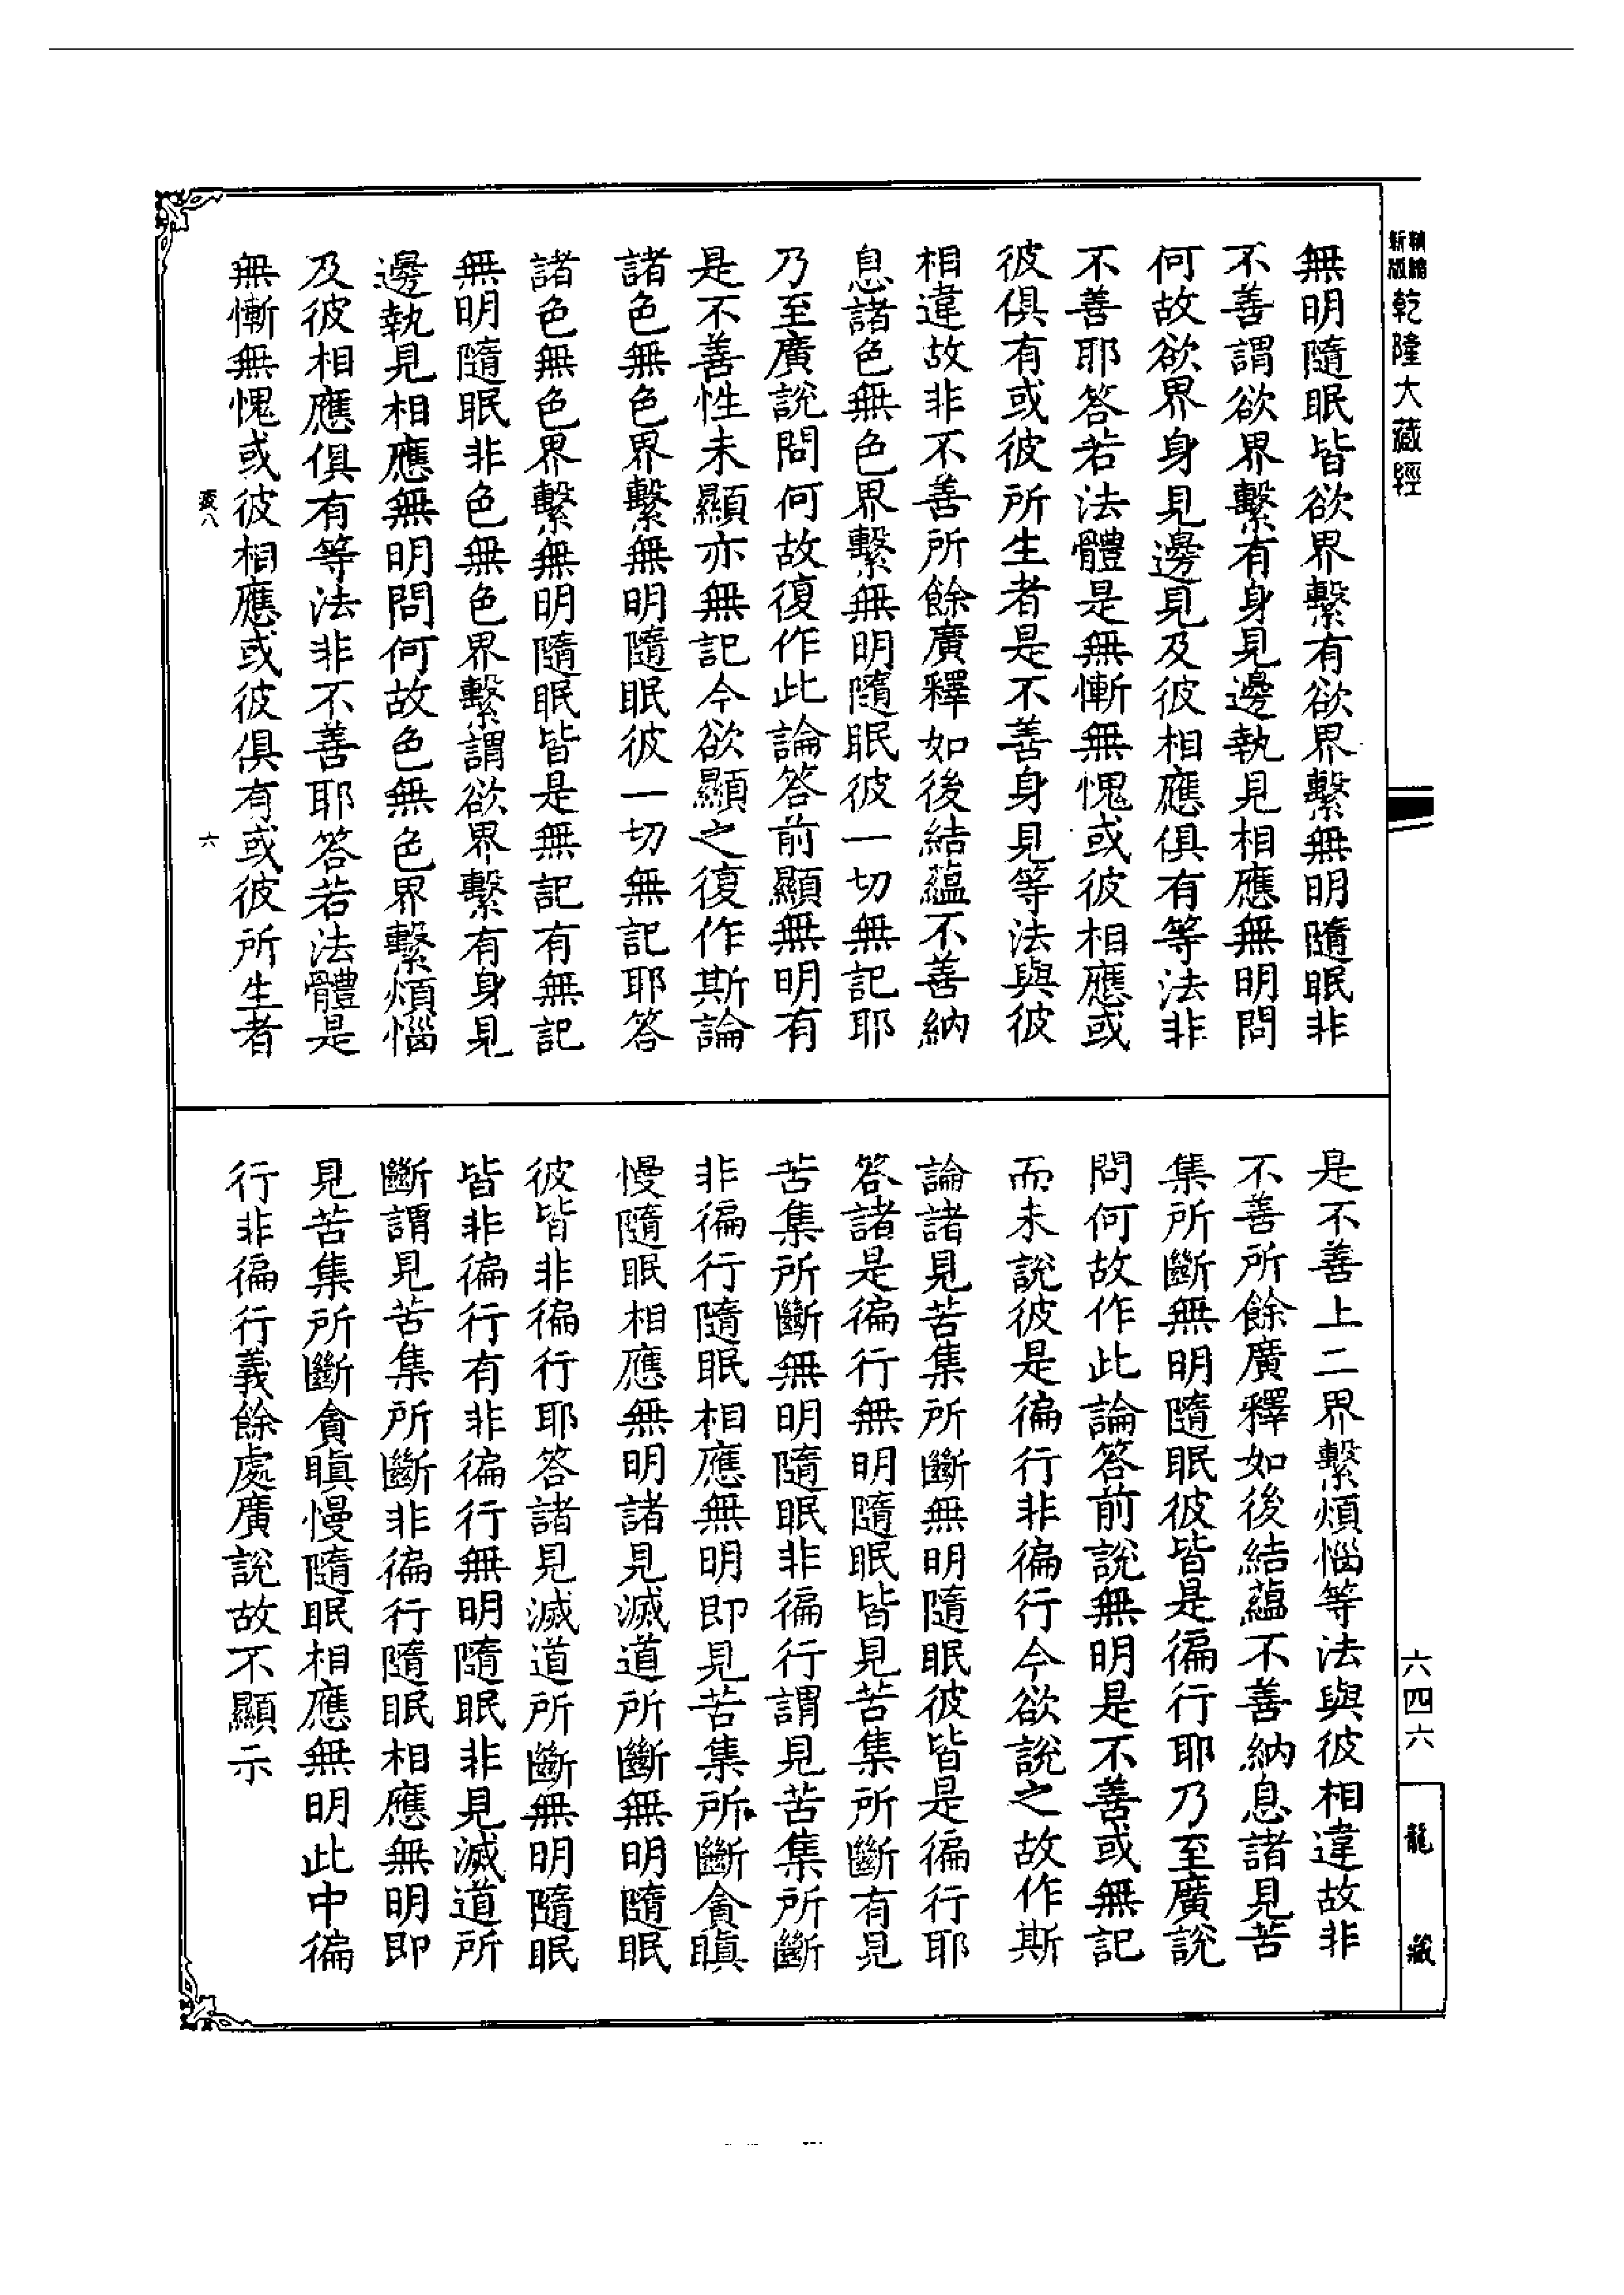 精繕
新版
乾隆大藏經
無明隨眠皆欲界繫有欲界繫無明隨眠非
不善謂欲界繫有身見邊執見相應無明問
何故欲界身見邊見及彼相應俱有等法非
不善耶答若法體是無慚無愧或彼相應或
彼俱有或彼所生者是不善身見等法與彼
相違故非不善所餘廣釋如後結蘊不善納
息諸色無色界繫無明隨眠彼一切無記耶
乃至廣說問何故復作此論答前顯無明有
是不善性未顯亦無記今欲顯之復作斯論
諸色無色界繫無明隨眠彼一切無記耶答
諸色無色界繫無明隨眠皆是無記有無記
無明隨眠非色無色界繫謂欲界繫有身見
邊執見相應無明問何故色無色界繫煩惱
及彼相應俱有等法非不善耶答若法體是
無慚無愧或彼相應或彼俱有或彼所生者
六
是不善上二界繫煩惱等法與彼相違故非
不善所餘廣釋如後結蘊不善納息諸見苦
集所斷無明隨眠彼皆是徧行耶乃至廣說
問何故作此論答前說無明是不善或無記
而未說彼是徧行非徧行今欲說之故作斯
論諸見苦集所斷無明隨眠彼皆是徧行耶
答諸是徧行無明隨眠皆見苦集所斷有見
苦集所斷無明隨眠非徧行謂見苦集所斷
非徧行隨眠相應無明即見苦集所斷貪瞋
慢隨眠相應無明諸見滅道所斷無明隨眠
彼皆非徧行耶答諸見滅道所斷無明隨眠
皆非徧行有非徧行無明隨眠非見滅道所
斷謂見苦集所斷非徧行隨眠相應無明即
見苦集所斷貪瞋慢隨眠相應無明此中徧
行非徧行義餘處廣說故不顯示
六四六
龍藏